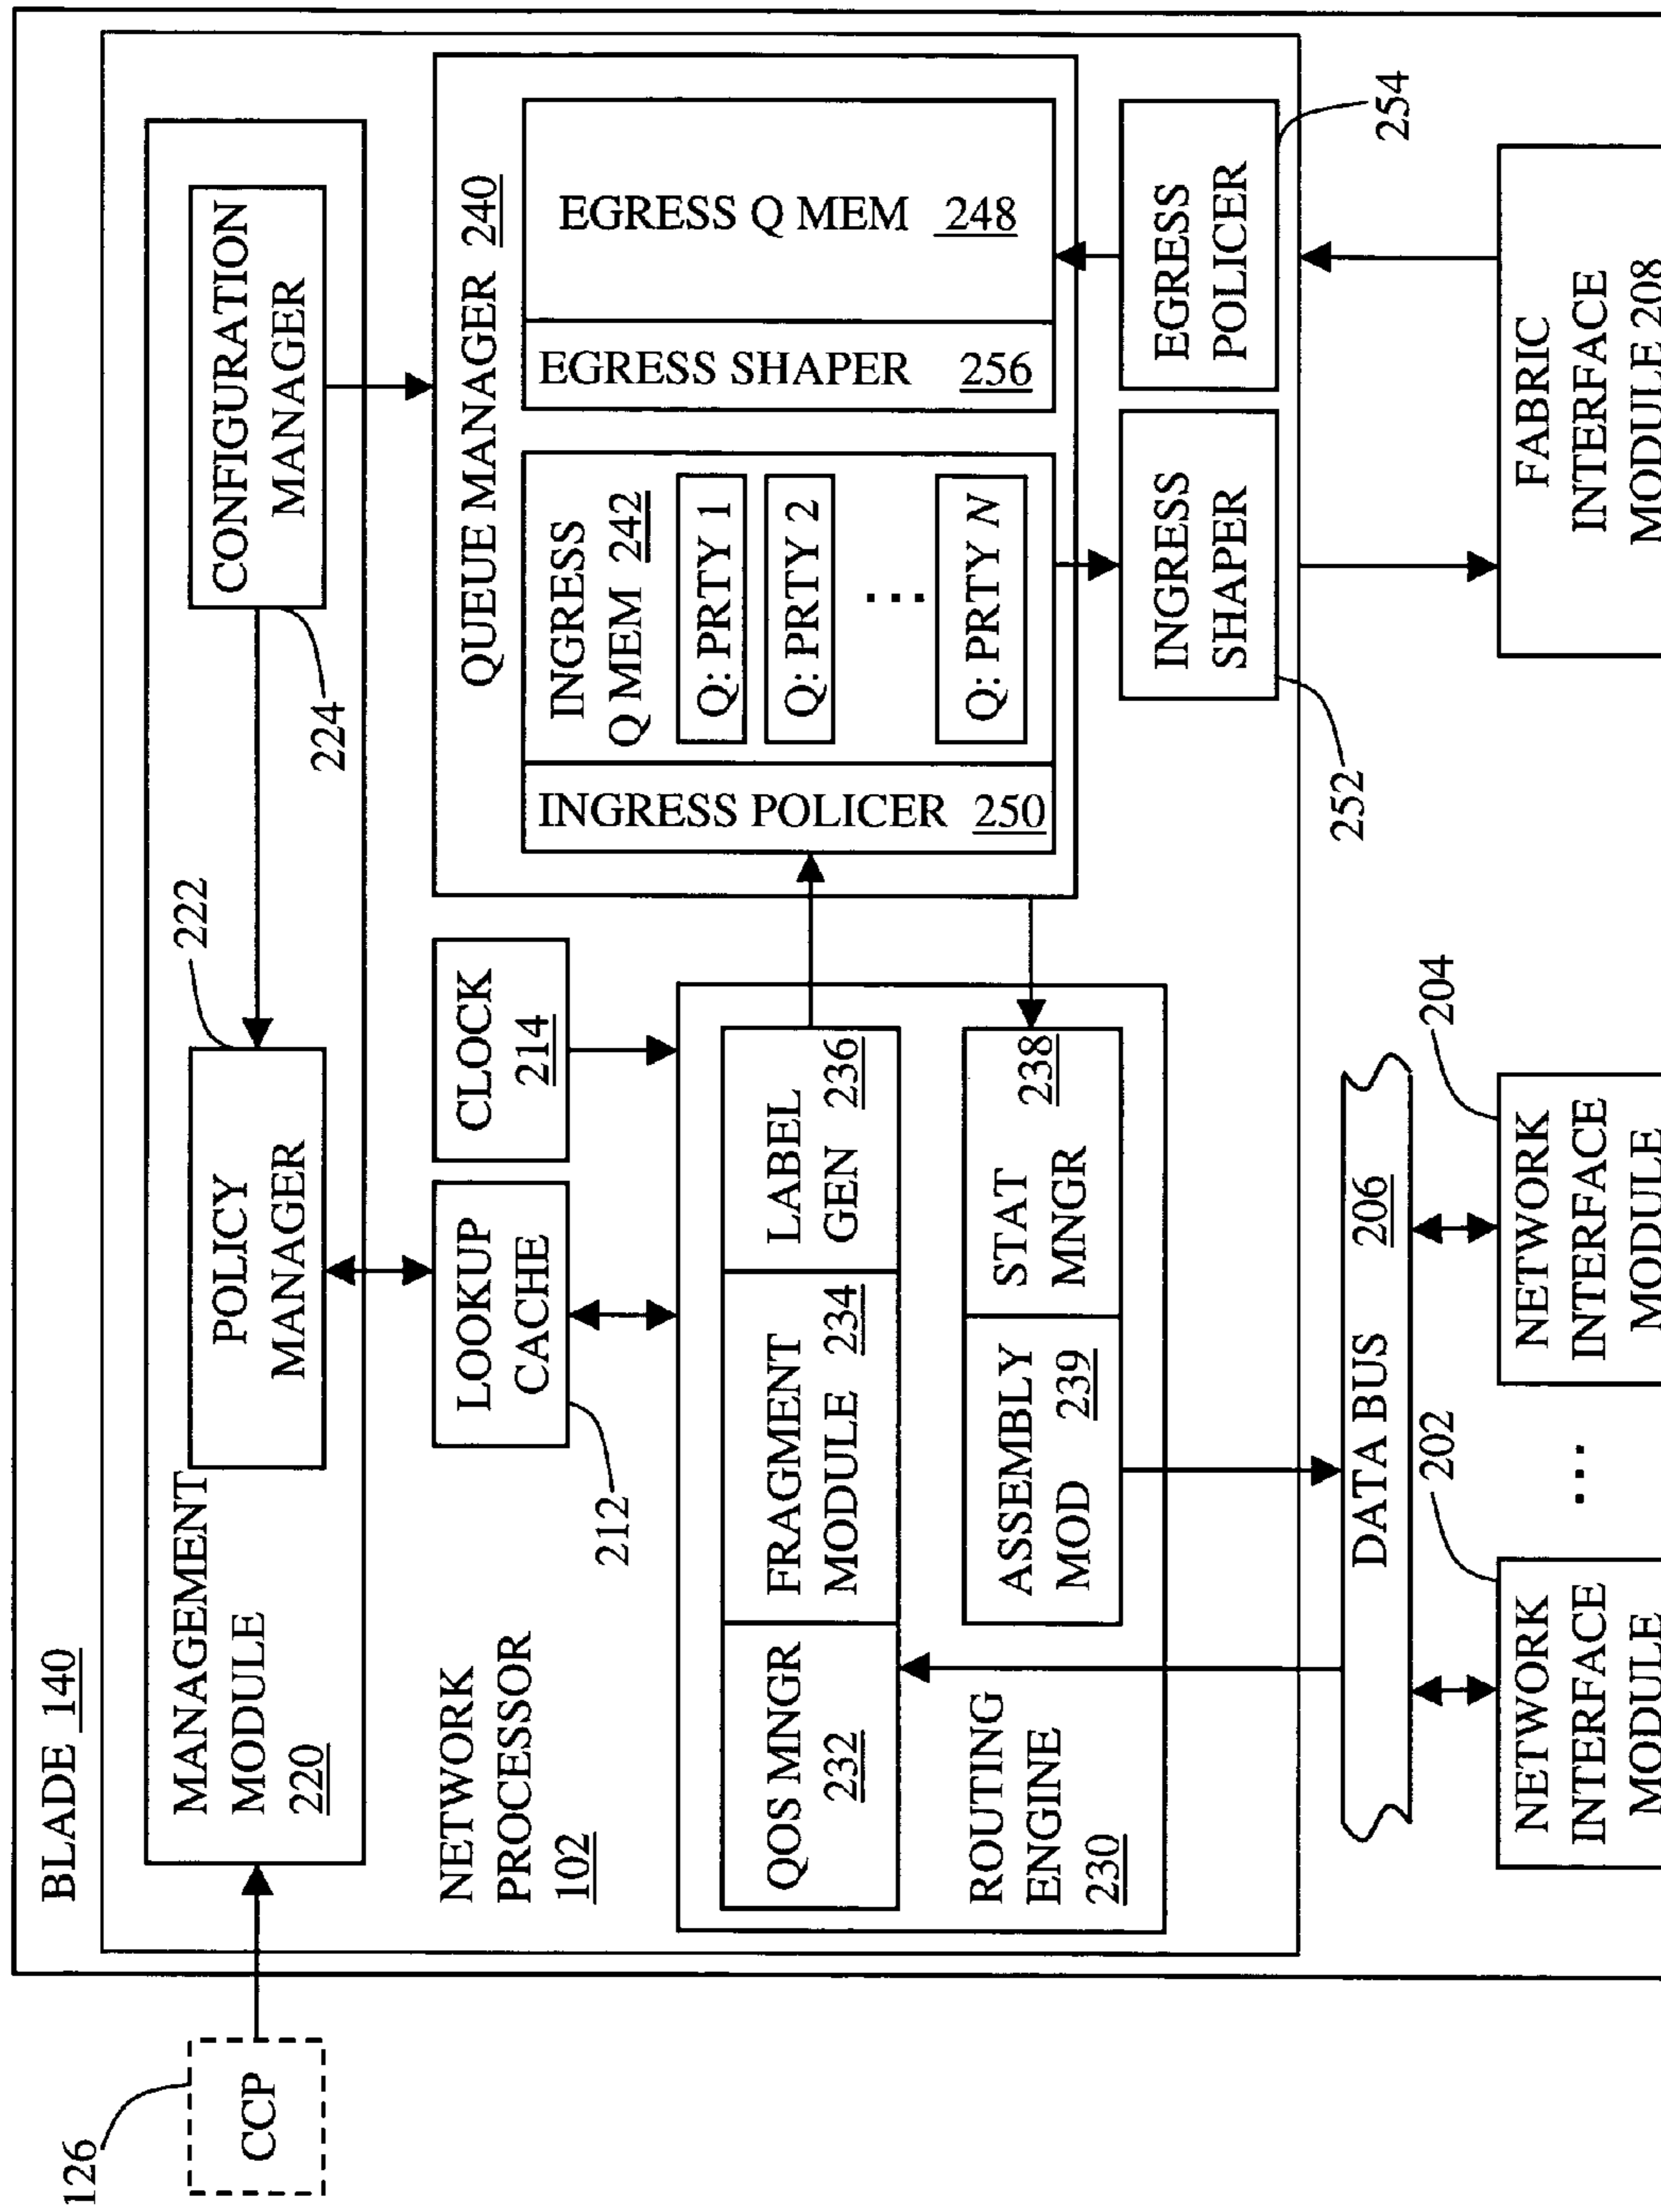 126
CCP
BLADE 140
MANAGEMENT
MODULE
220
222
POLICY
MANAGER
224
CONFIGURATION
MANAGER
NETWORK
PROCESSOR
102
LOOKUP
CACHE
212
CLOCK
214
QUEUE MANAGER 240
INGRESS POLICER 250
INGRESS
Q MEM 242
Q: PRTY 1
Q: PRTY 2
...
Q: PRTY N
EGRESS SHAPER 256
EGRESS Q MEM 248
QOS MNGR
232
FRAGMENT
MODULE 234
LABEL
GEN 236
ROUTING
ENGINE
230
ASSEMBLY
MOD 239
STAT
MNGR
238
INGRESS
SHAPER
252
EGRESS
POLICER
254
DATA BUS 206
202
NETWORK
INTERFACE
MODULE
...
204
NETWORK
INTERFACE
MODULE
FABRIC
INTERFACE
MODULE 208